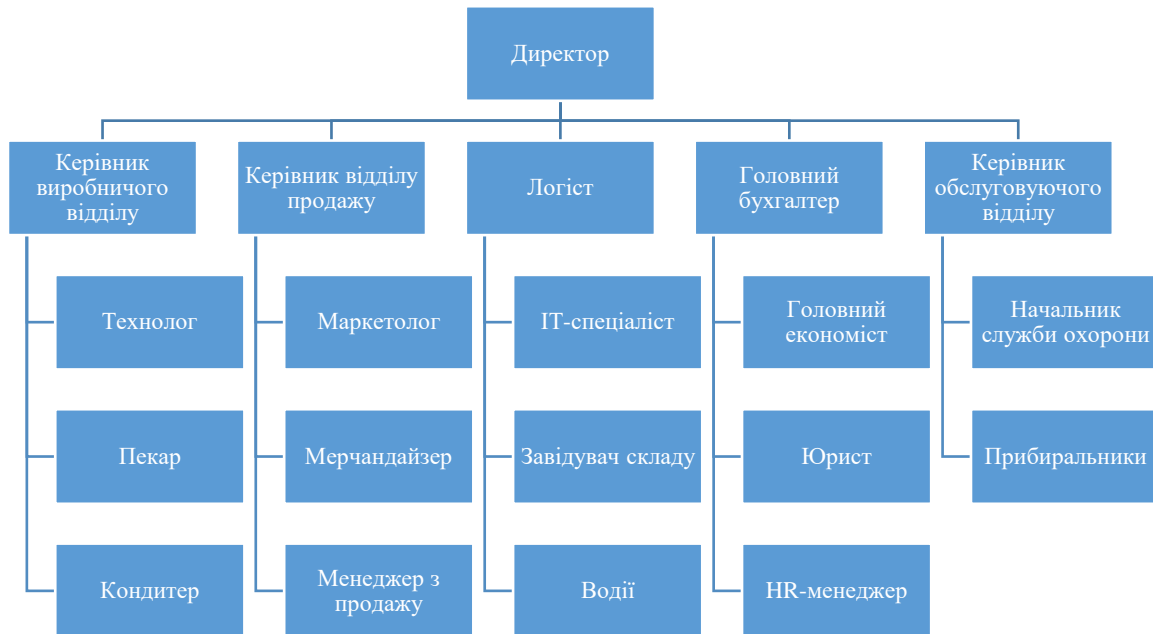 Директор
Керівник
виробничого
відділу
Керівник відділу
продажу
Логіст
Головний
бухгалтер
Керівник
обслуговуючого
відділу
Технолог
Маркетолог
ІТ-спеціаліст
Головний
економіст
Начальник
служби охорони
Пекар
Мерчандайзер
Завідувач складу
Юрист
Прибиральники
Кондитер
Менеджер з
продажу
Водії
HR-менеджер